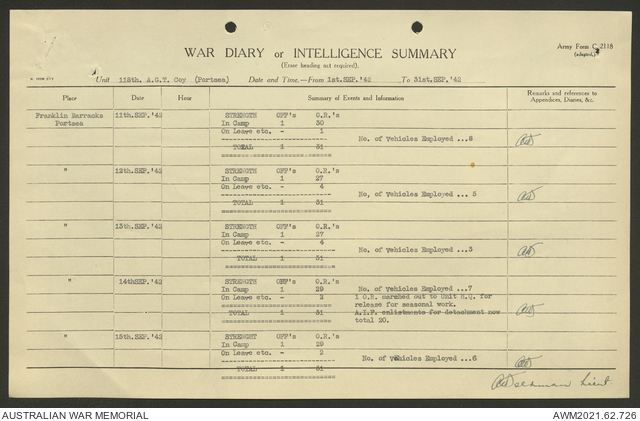 Army Form C.2118
(adapted)
WAR DIARY or INTELLIGENCE SUMMARY
(Erase heading not required).
Unit 118th. A.G.T. Coy (Portsea) Date and Time.—From 1st.SEP.'42 To 31st.SEP.'42
Place Date Hour Summary of Events and Information Remarks and references to
Appendices, Diaries, &c.
Franklin Barracks 11th.SEP.'42 STRENGTH OFF's O.R.'s
Portsea In Camp 1 30
On Leave etc. - 1
No. of Vehicles Employed ...8
TOTAL 1 31
" 12th.SEP.'42 STRENGTH OFF's O.R.'s
In Camp 1 27
On Leave etc. - 4
No. of Vehicles Employed ... 5
TOTAL 1 31
" 13th.SEP.'42 STRENGTH OFF's O.R.'s
In Camp 1 27
On Leave etc. - 4
No. of Vehicles Employed ...3
TOTAL 1 31
" 14thSEP.'42 STRENGTH OFF's O.R.'s
In Camp 1 29 No. of Vehicles Employed ...7
On Leave etc. - 2 1 O.R. marched out to Unit H.Q. for
release for seasonal work.
TOTAL 1 31 A.I.F. enlistments for detachment now
total 20.
" 15th.SEP.'42 STRENGHT OFF's O.R.'s
In Camp 1 29
On Leave etc. - 2
No. of Vehicles Employed ...6
TOTAL 1 31
Lieut.
AUSTRALIAN WAR MEMORIAL AWM2021.62.726